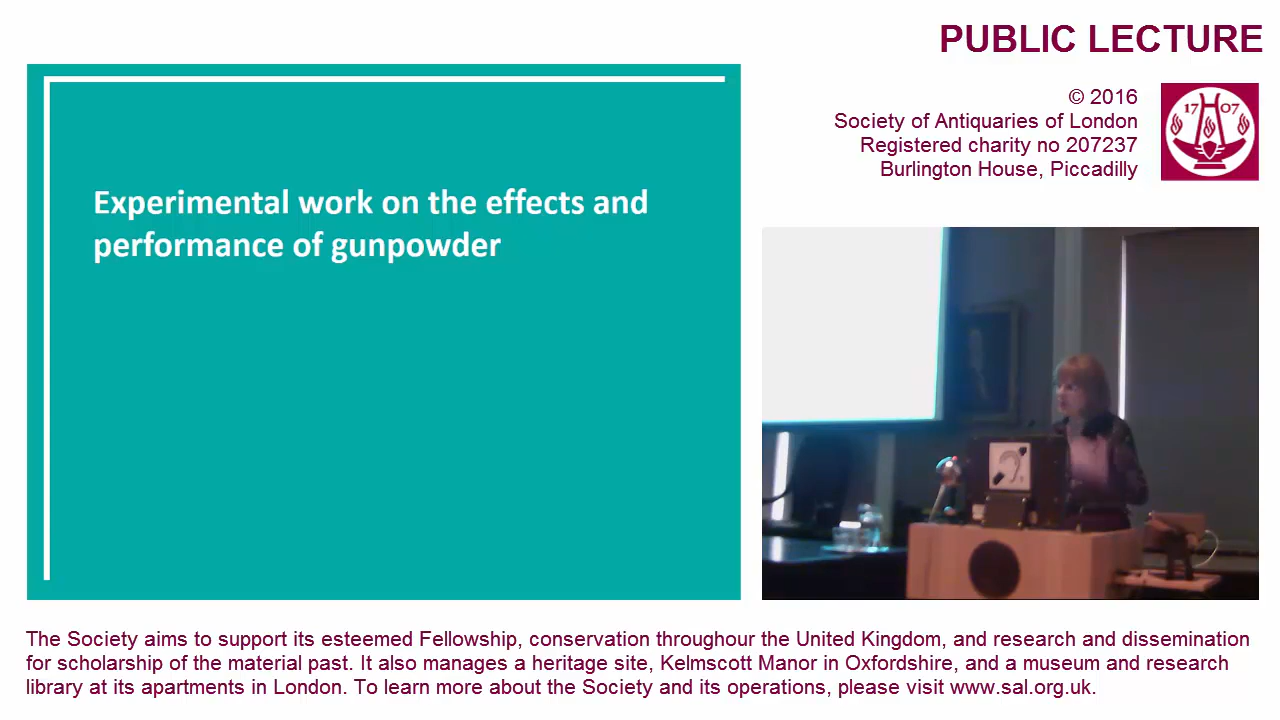 PUBLIC LECTURE
© 2016
Society of Antiquaries of London
Registered charity no 207237
Burlington House, Piccadilly
17 07
Experimental work on the effects and
performance of gunpowder
The Society aims to support its esteemed Fellowship, conservation throughour the United Kingdom, and research and dissemination
for scholarship of the material past. It also manages a heritage site, Kelmscott Manor in Oxfordshire, and a museum and research
library at its apartments in London. To learn more about the Society and its operations, please visit www.sal.org.uk.